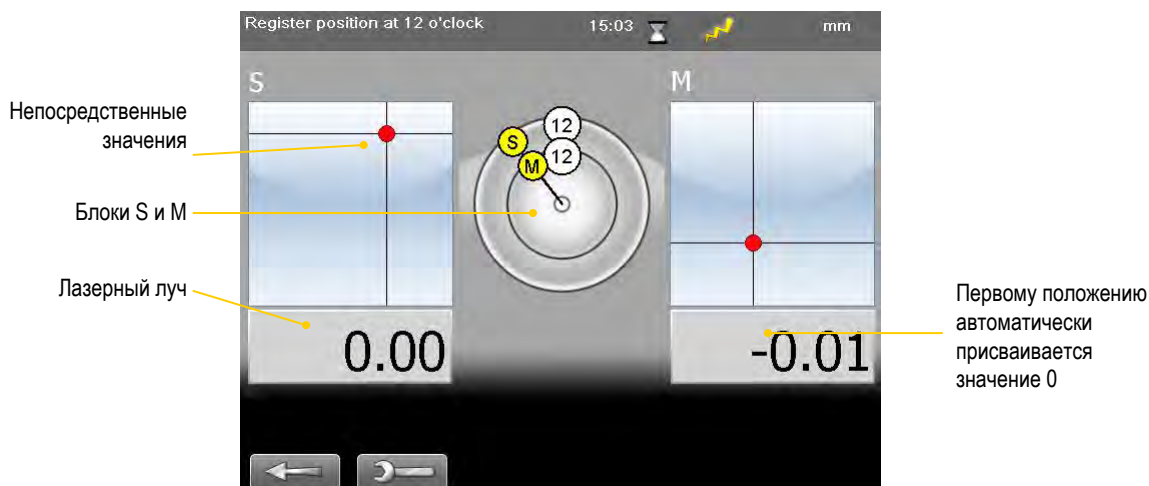 Register position at 12 o'clock 15:03 mm
S
M
12
S
12
M
Непосредственные
значения
Блоки S и M
Лазерный луч
0.00
-0.01
Первому положению
автоматически
присваивается
значение 0